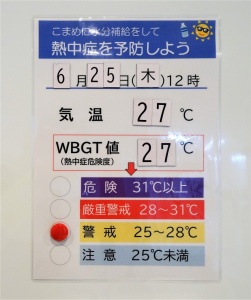 こまめに水分補給をして
熱中症を予防しよう
6月25日(木)12時
気温 27℃
WBGT値 27℃
(熱中症危険度)
危険 31℃以上
厳重警戒 28～31℃
警戒 25～28℃
注意 25℃未満